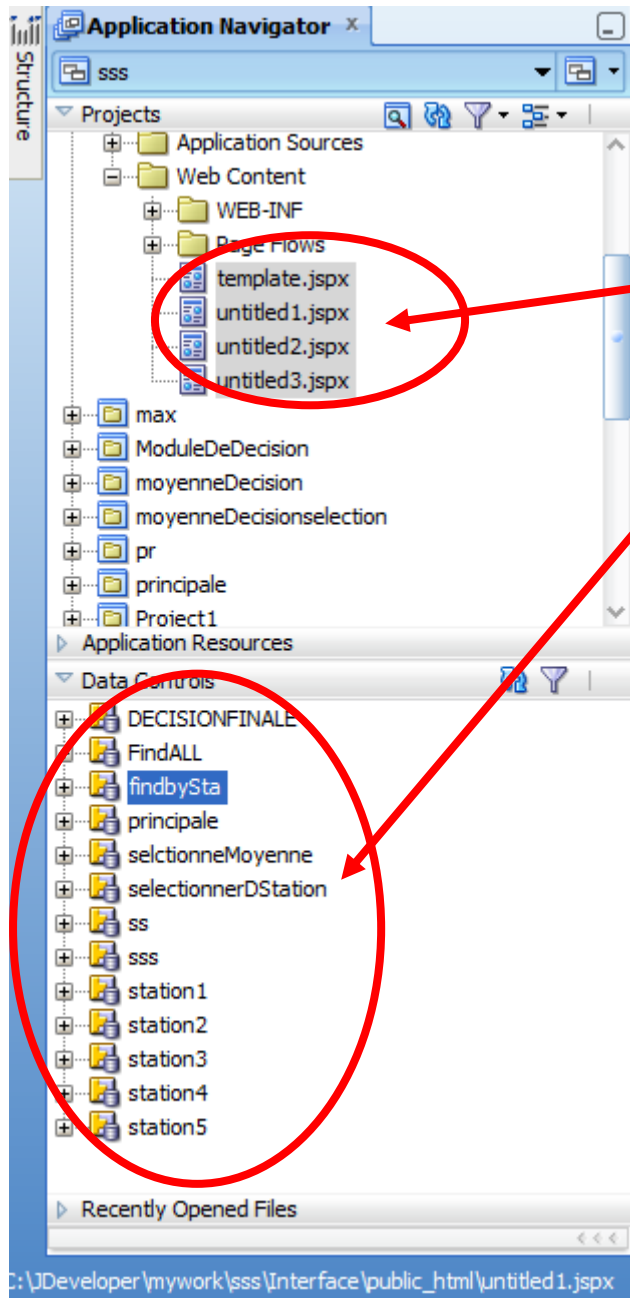 Structure
Application Navigator
sss
Projects
Application Sources
Web Content
WEB-INF
Page Flows
template.jspx
untitled1.jspx
untitled2.jspx
untitled3.jspx
max
ModuleDeDecision
moyenneDecision
moyenneDecisionselection
pr
principale
Project1
Application Resources
Data Controls
DECISIONFINALE
FindALL
findbySta
principale
selctionneMoyenne
selectionnerDStation
ss
sss
station1
station2
station3
station4
station5
Recently Opened Files
C:\JDeveloper\mywork\sss\Interface\public_html\untitled1.jspx